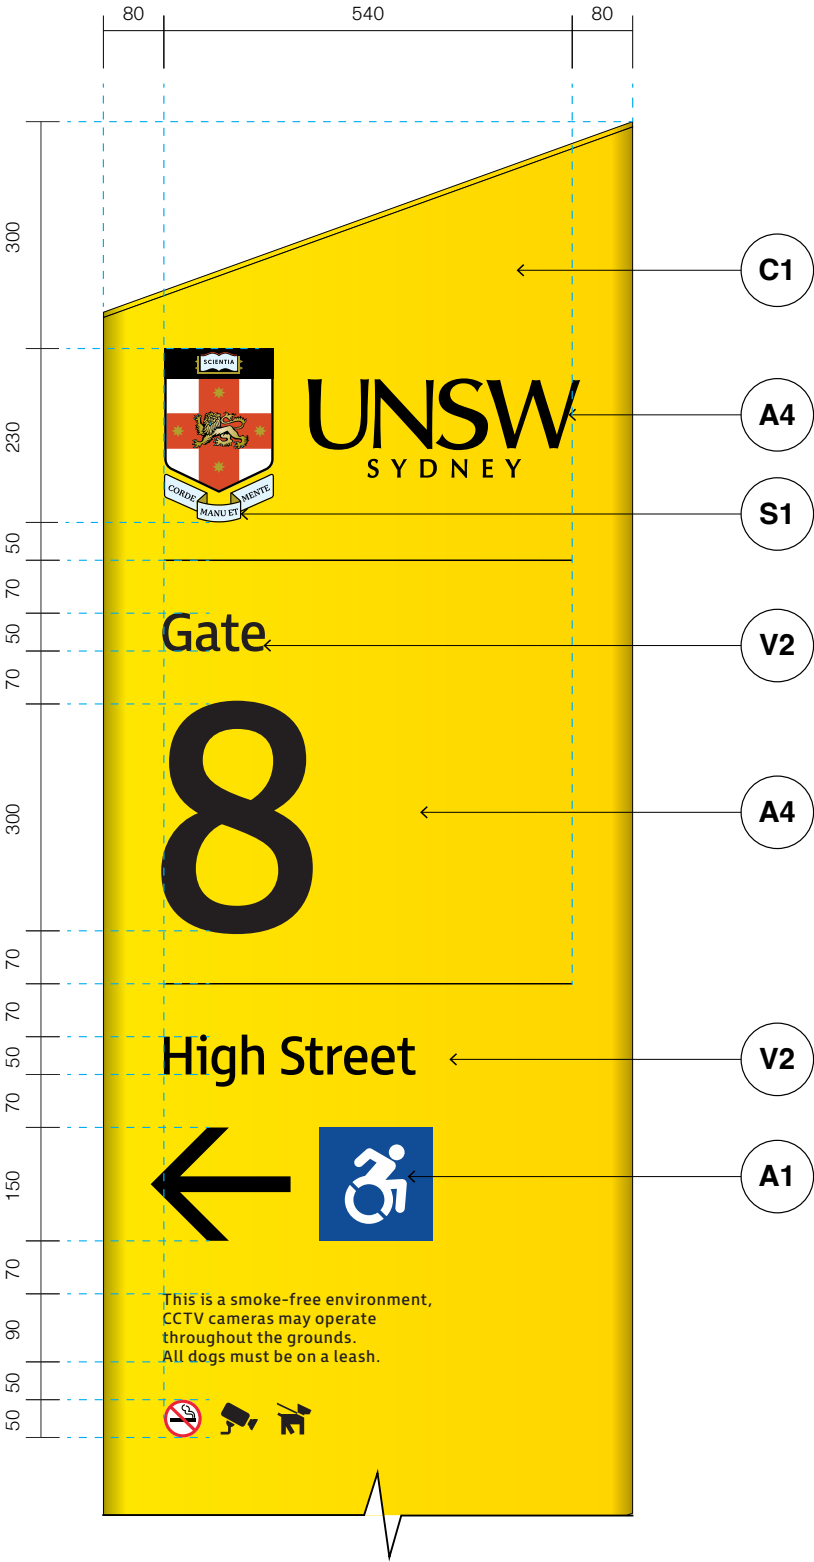 80 540 80
300
C1
SCIENTIA
UNSW
SYDNEY
A4
230
CORDE MANU ET MENTE
S1
50
70
Gate
V2
50
70
8
A4
300
70
70
High Street
V2
50
70
A1
150
70
This is a smoke-free environment,
CCTV cameras may operate
throughout the grounds.
All dogs must be on a leash.
90
50
50